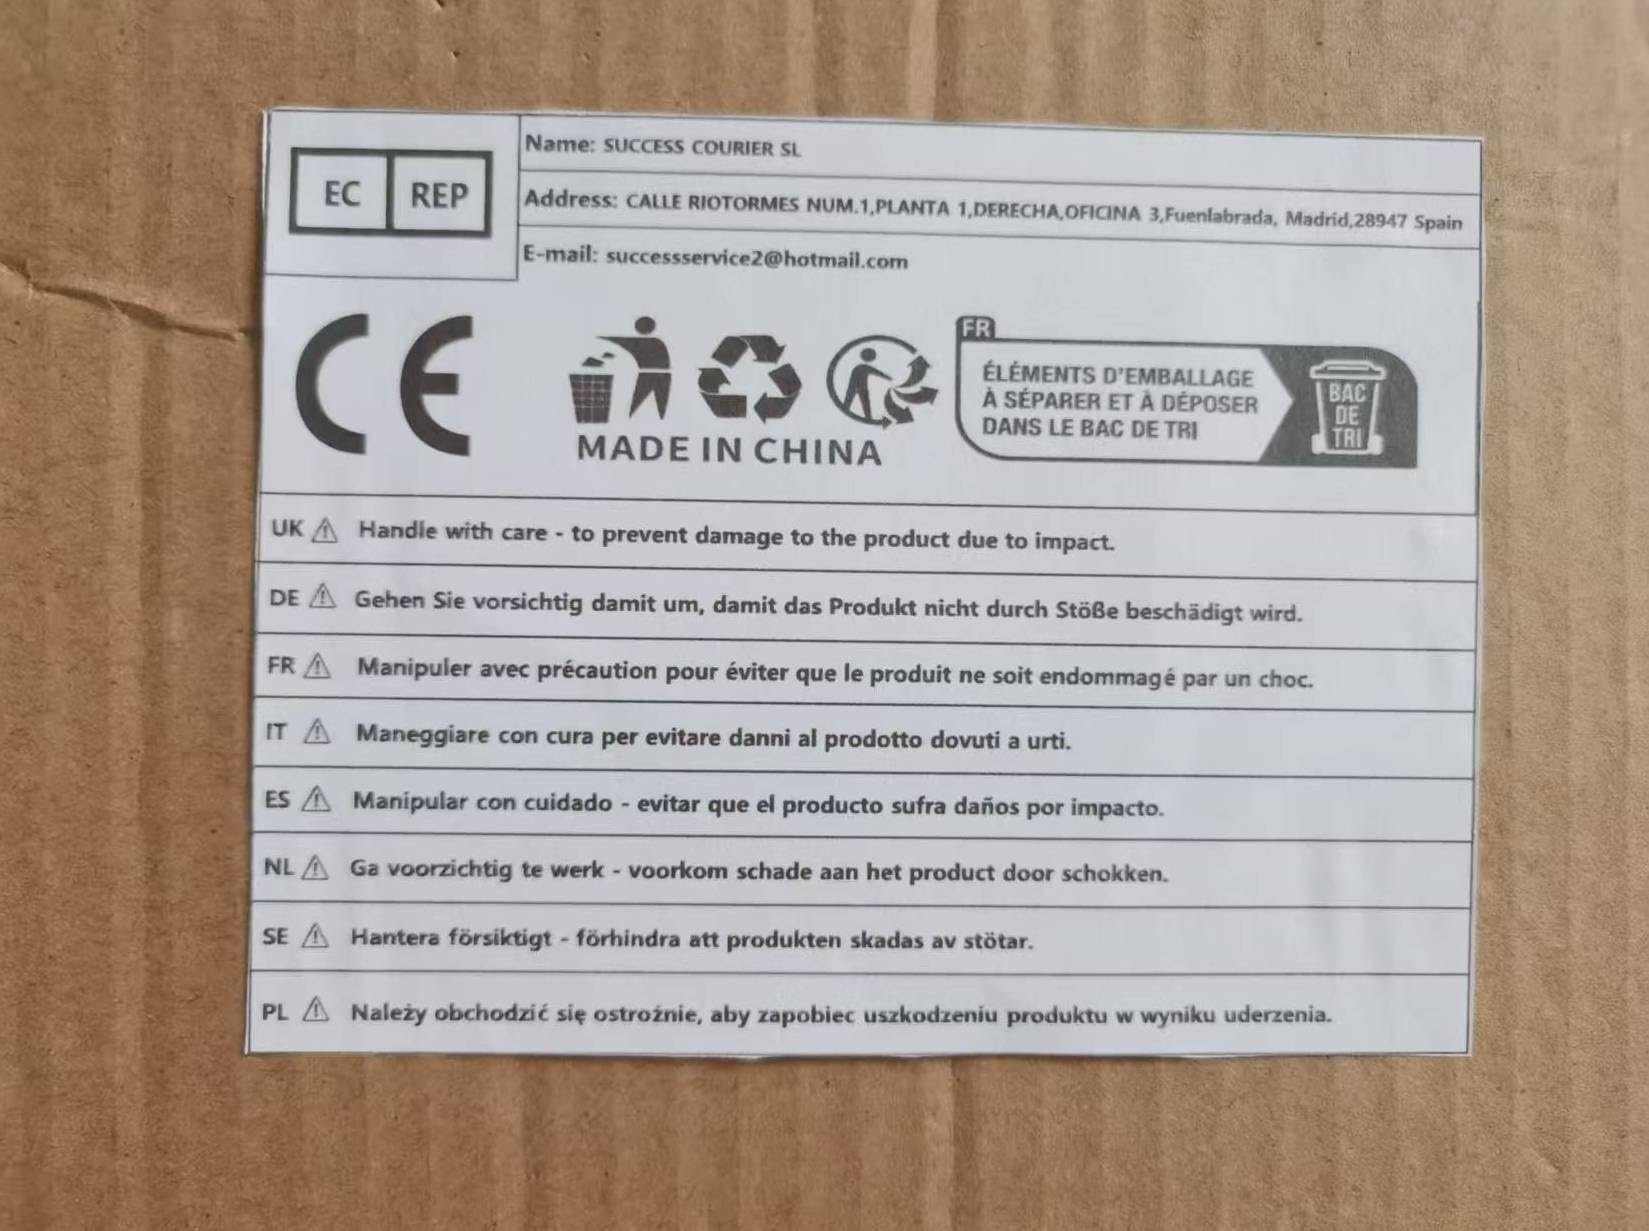 EC REP
Name: SUCCESS COURIER SL
Address: CALLE RIOTORMES NUM.1,PLANTA 1,DERECHA,OFICINA 3,Fuenlabrada, Madrid,28947 Spain
E-mail: successservice2@hotmail.com
CE
MADE IN CHINA
FR
ÉLÉMENTS D'EMBALLAGE
À SÉPARER ET À DÉPOSER
DANS LE BAC DE TRI
BAC
DE
TRI
UK ⚠ Handle with care - to prevent damage to the product due to impact.
DE ⚠ Gehen Sie vorsichtig damit um, damit das Produkt nicht durch Stöße beschädigt wird.
FR ⚠ Manipuler avec précaution pour éviter que le produit ne soit endommagé par un choc.
IT ⚠ Maneggiare con cura per evitare danni al prodotto dovuti a urti.
ES ⚠ Manipular con cuidado - evitar que el producto sufra daños por impacto.
NL ⚠ Ga voorzichtig te werk - voorkom schade aan het product door schokken.
SE ⚠ Hantera försiktigt - förhindra att produkten skadas av stötar.
PL ⚠ Należy obchodzić się ostrożnie, aby zapobiec uszkodzeniu produktu w wyniku uderzenia.